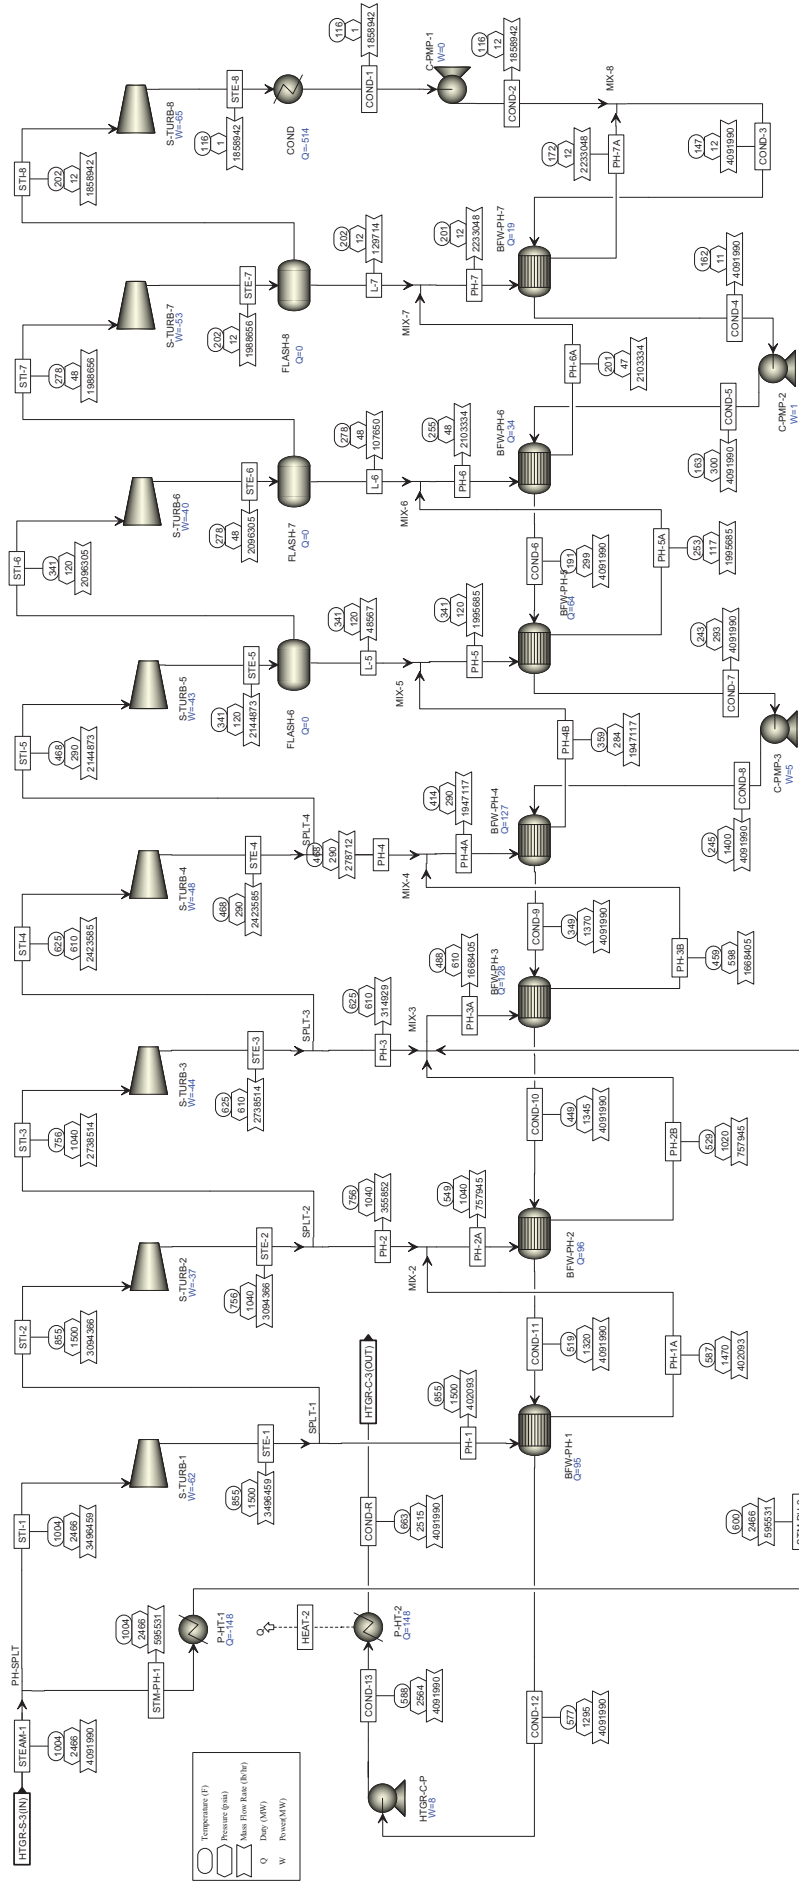 HTGR-S-3(IN)
STEAM-1
1004
2466
4091990
PH-SPLT
STM-PH-1
1004
2466
595531
P-HT-1
Q=-148
STI-1
1004
2466
3496459
S-TURB-1
W=-62
STE-1
855
1500
3496459
SPLT-1
STI-2
855
1500
3094366
S-TURB-2
W=-37
STE-2
756
1040
3094366
SPLT-2
STI-3
756
1040
2738514
S-TURB-3
W=-44
STE-3
625
610
2738514
SPLT-3
STI-4
625
610
2423585
S-TURB-4
W=-48
STE-4
468
290
2423585
SPLT-4
STI-5
468
290
2144873
S-TURB-5
W=-43
STE-5
341
120
2144873
FLASH-6
Q=0
STI-6
341
120
2096305
S-TURB-6
W=-40
STE-6
278
48
2096305
FLASH-7
Q=0
STI-7
278
48
1988656
S-TURB-7
W=-53
STE-7
202
12
1988656
FLASH-8
Q=0
STI-8
202
12
1858942
S-TURB-8
W=-65
STE-8
116
1
1858942
COND
Q=-514
COND-1
116
1
1858942
C-PMP-1
W=0
COND-2
116
12
1858942
MIX-8
Temperature (F)
Pressure (psia)
Mass Flow Rate (lb/hr)
Q Duty (MW)
W Power(MW)
HTGR-C-P
W=8
COND-13
588
2564
4091990
Q
HEAT-2
P-HT-2
Q=148
COND-R
663
2515
4091990
HTGR-C-3(OUT)
PH-1
855
1500
402093
PH-2
756
1040
355852
MIX-2
PH-2A
549
1040
757945
PH-3
625
610
314929
MIX-3
PH-3A
488
610
1668405
PH-4
468
290
278712
MIX-4
PH-4A
414
290
1947117
L-5
341
120
48567
MIX-5
PH-5
341
120
1995685
L-6
278
48
107650
MIX-6
PH-6
255
48
2103334
L-7
202
12
129714
MIX-7
PH-7
201
12
2233048
COND-12
577
1295
4091990
BFW-PH-1
Q=95
COND-11
519
1320
4091990
BFW-PH-2
Q=96
COND-10
449
1345
4091990
BFW-PH-3
Q=128
COND-9
349
1370
4091990
BFW-PH-4
Q=127
BFW-PH-5
Q=64
COND-6
191
299
4091990
BFW-PH-6
Q=34
BFW-PH-7
Q=19
PH-7A
172
12
2233048
PH-1A
587
1470
402093
PH-2B
529
1020
757945
PH-3B
459
598
1668405
PH-4B
359
284
1947117
PH-5A
253
117
1995685
PH-6A
201
47
2103334
600
2466
595531
COND-8
245
1400
4091990
C-PMP-3
W=5
COND-7
243
293
4091990
COND-5
163
300
4091990
C-PMP-2
W=1
COND-4
162
11
4091990
COND-3
147
12
4091990